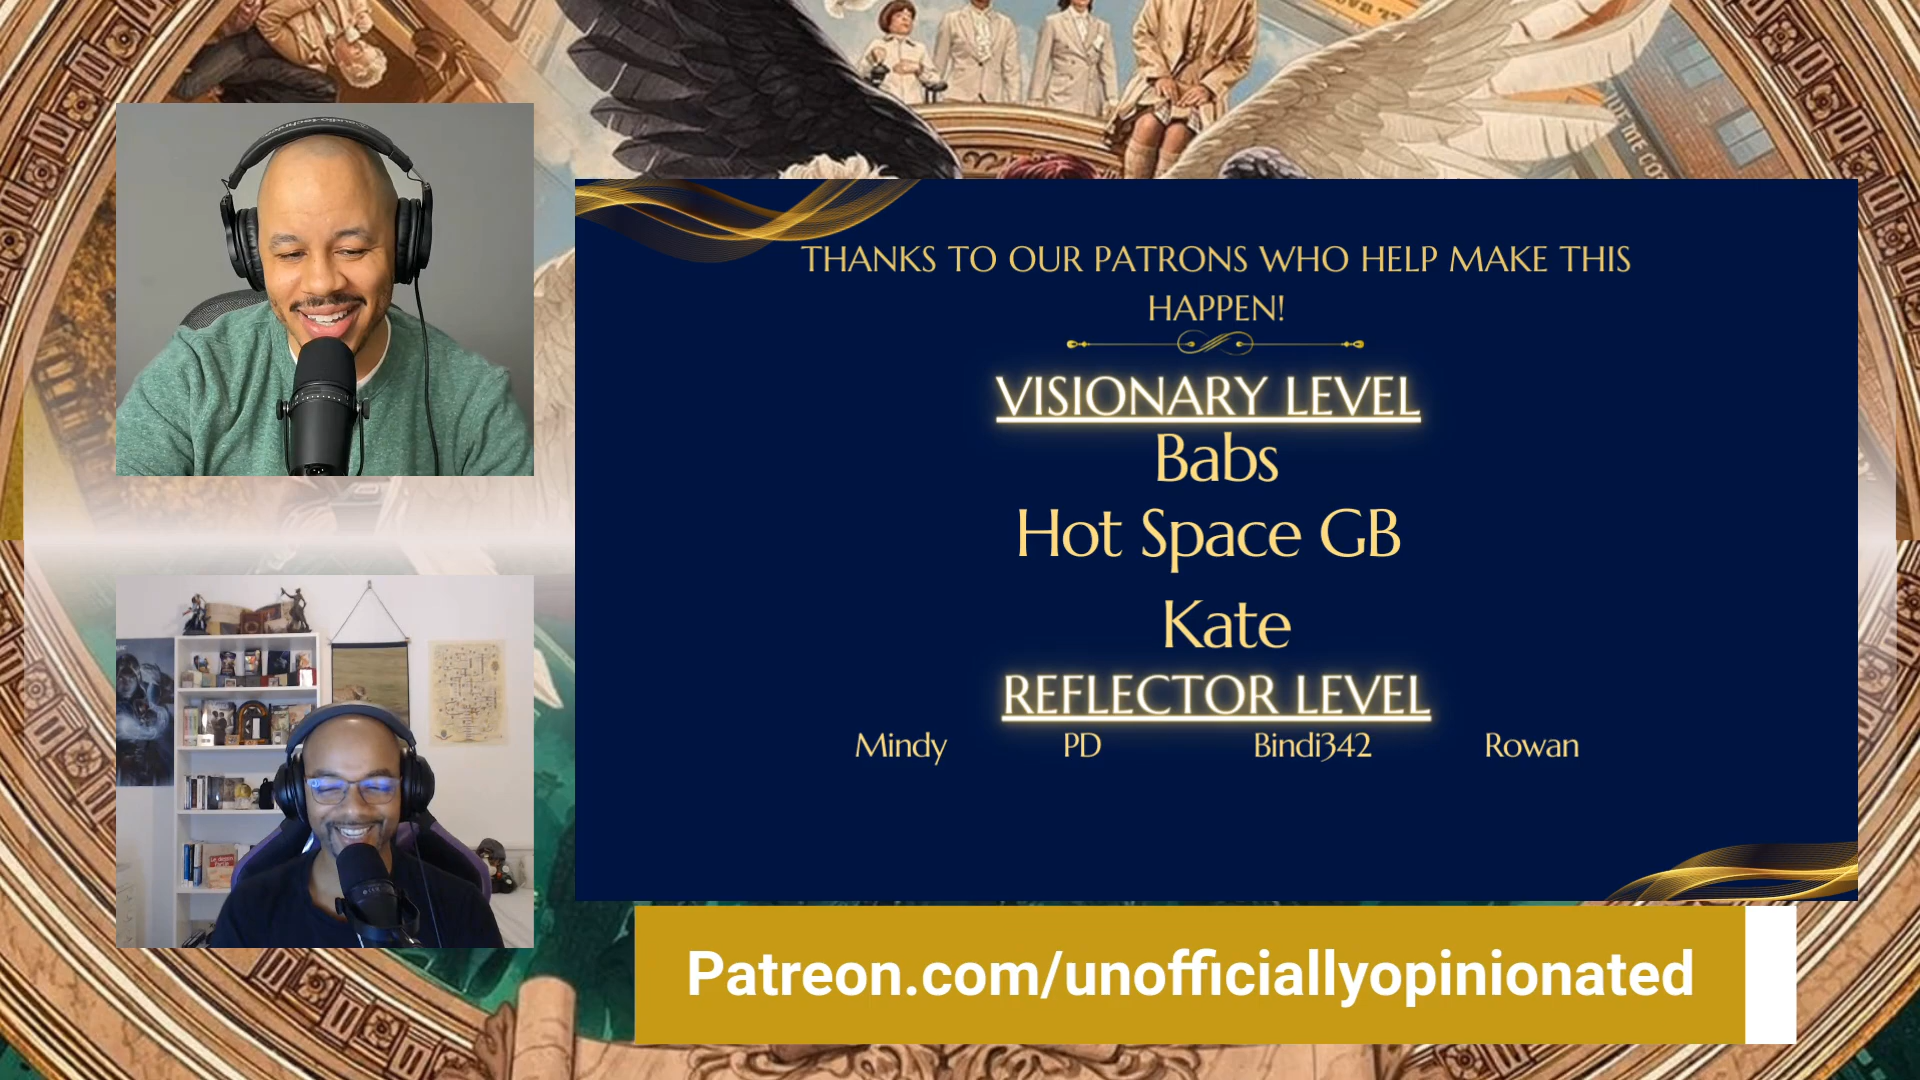 THANKS TO OUR PATRONS WHO HELP MAKE THIS
HAPPEN!
VISIONARY LEVEL
Babs
Hot Space GB
Kate
REFLECTOR LEVEL
Mindy PD Bindi342 Rowan
Patreon.com/unofficiallyopinionated